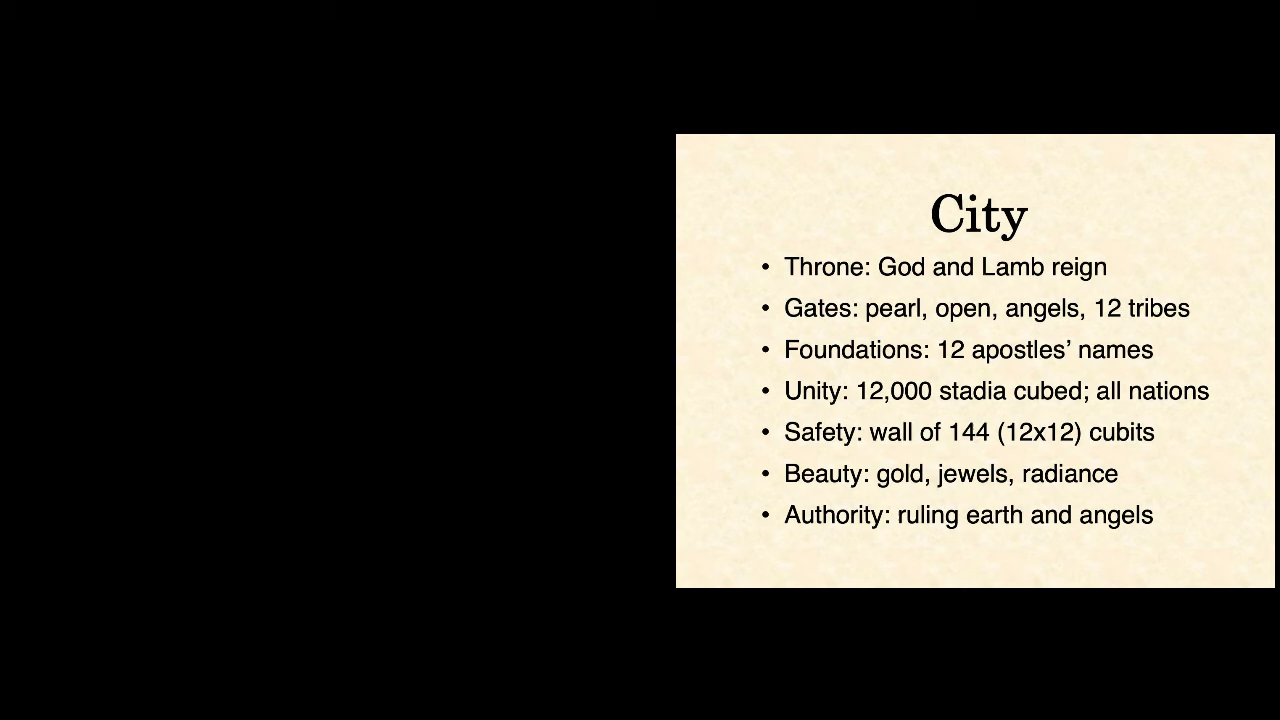 City
• Throne: God and Lamb reign
• Gates: pearl, open, angels, 12 tribes
• Foundations: 12 apostles’ names
• Unity: 12,000 stadia cubed; all nations
• Safety: wall of 144 (12x12) cubits
• Beauty: gold, jewels, radiance
• Authority: ruling earth and angels